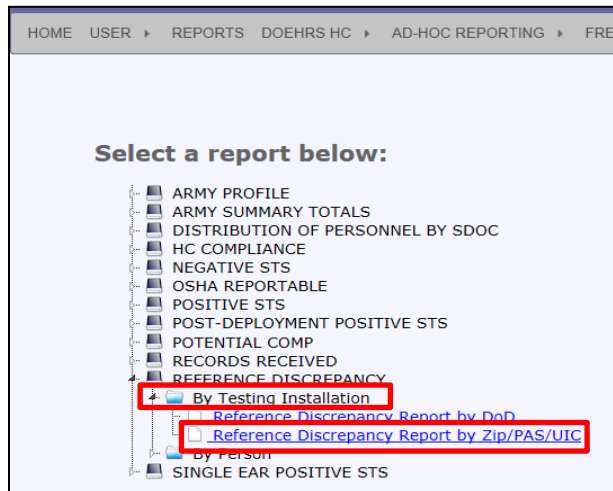 HOME USER REPORTS DOEHRS HC AD-HOC REPORTING FRE
Select a report below:
ARMY PROFILE
ARMY SUMMARY TOTALS
DISTRIBUTION OF PERSONNEL BY SDOC
HC COMPLIANCE
NEGATIVE STS
OSHA REPORTABLE
POSITIVE STS
POST-DEPLOYMENT POSITIVE STS
POTENTIAL COMP
RECORDS RECEIVED
REFERENCE DISCREPANCY
By Testing Installation
Reference Discrepancy Report by DoD
Reference Discrepancy Report by Zip/PAS/UIC
By Person
SINGLE EAR POSITIVE STS